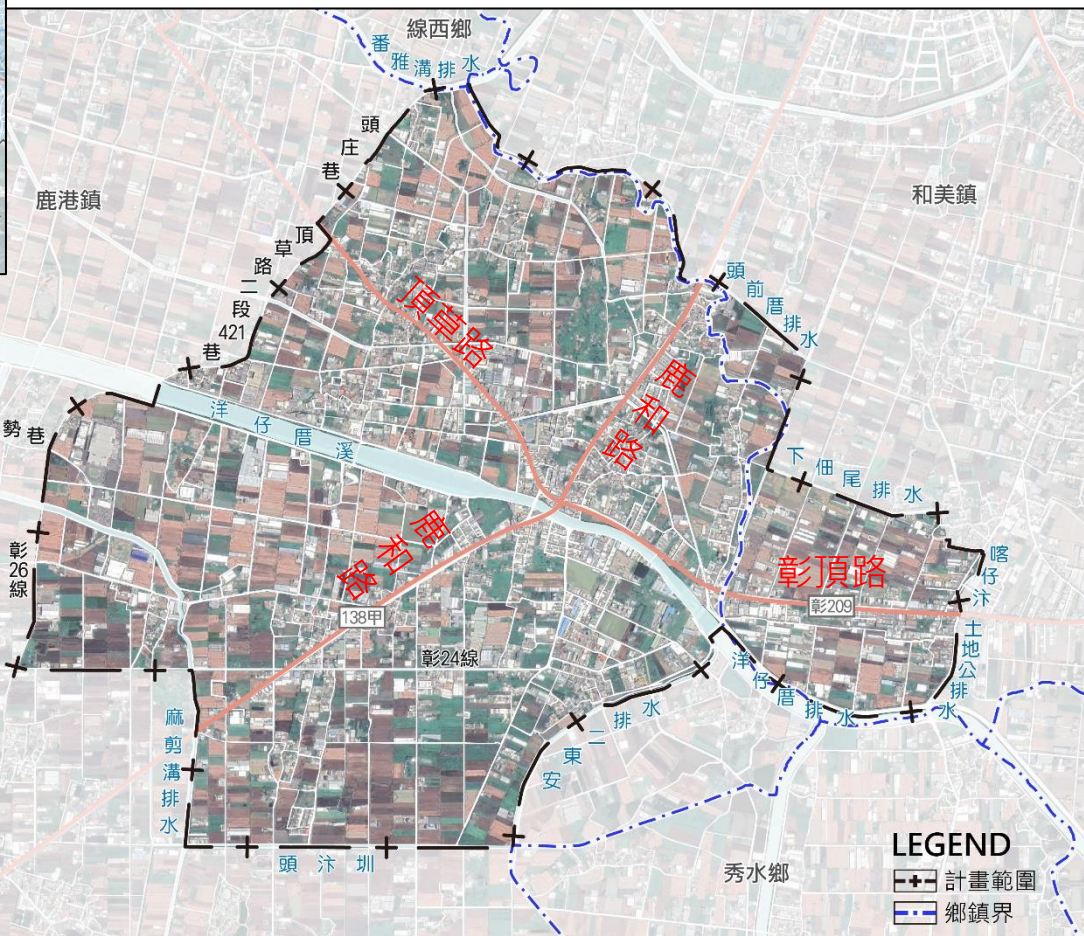 線西鄉
番雅溝排水
頭庄巷
鹿港鎮
和美鎮
頂草路二段421巷
頂草路
頭前厝排水
鹿和路
勢巷
洋仔厝溪
下佃尾排水
彰26線
鹿和路
138甲
彰頂路
彰209
喀仔汴
土地公排水
彰24線
洋仔厝排水
麻剪溝排水
東安二排水
頭汴圳
秀水鄉
LEGEND
計畫範圍
鄉鎮界